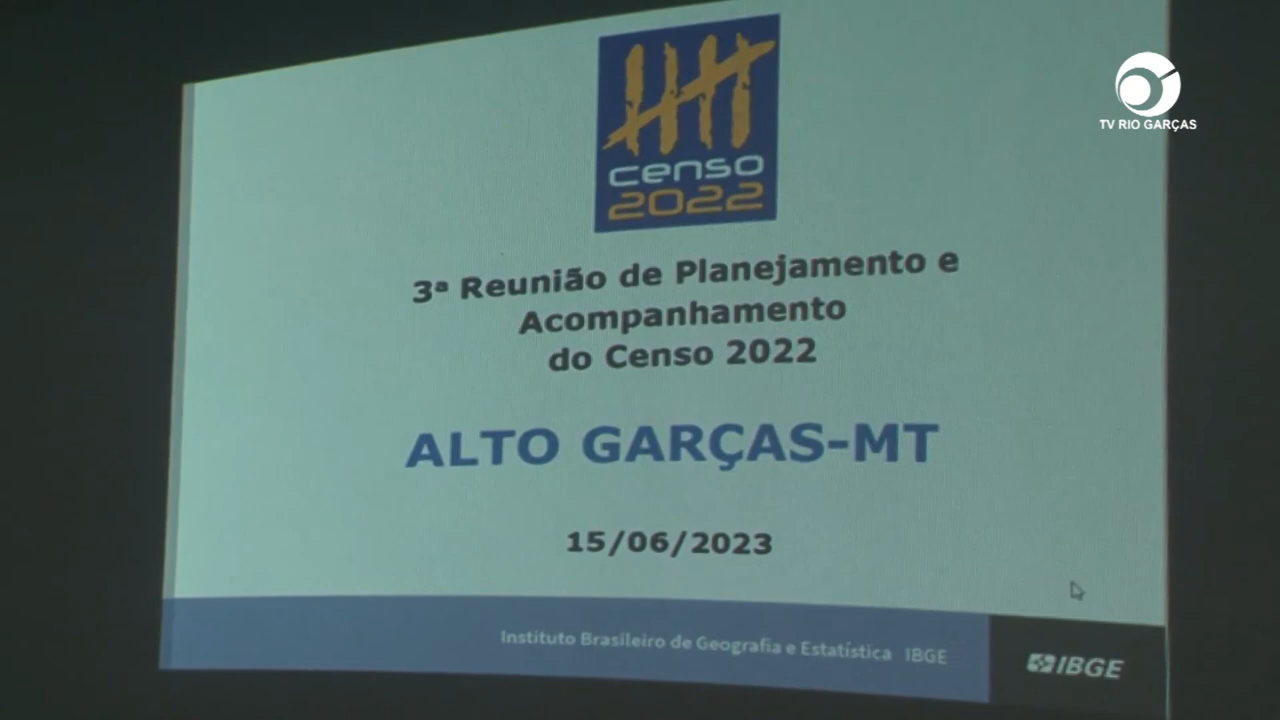 TV RIO GARÇAS
censo
2022
3ª Reunião de Planejamento e
Acompanhamento
do Censo 2022
ALTO GARÇAS-MT
15/06/2023
Instituto Brasileiro de Geografia e Estatística IBGE
IBGE